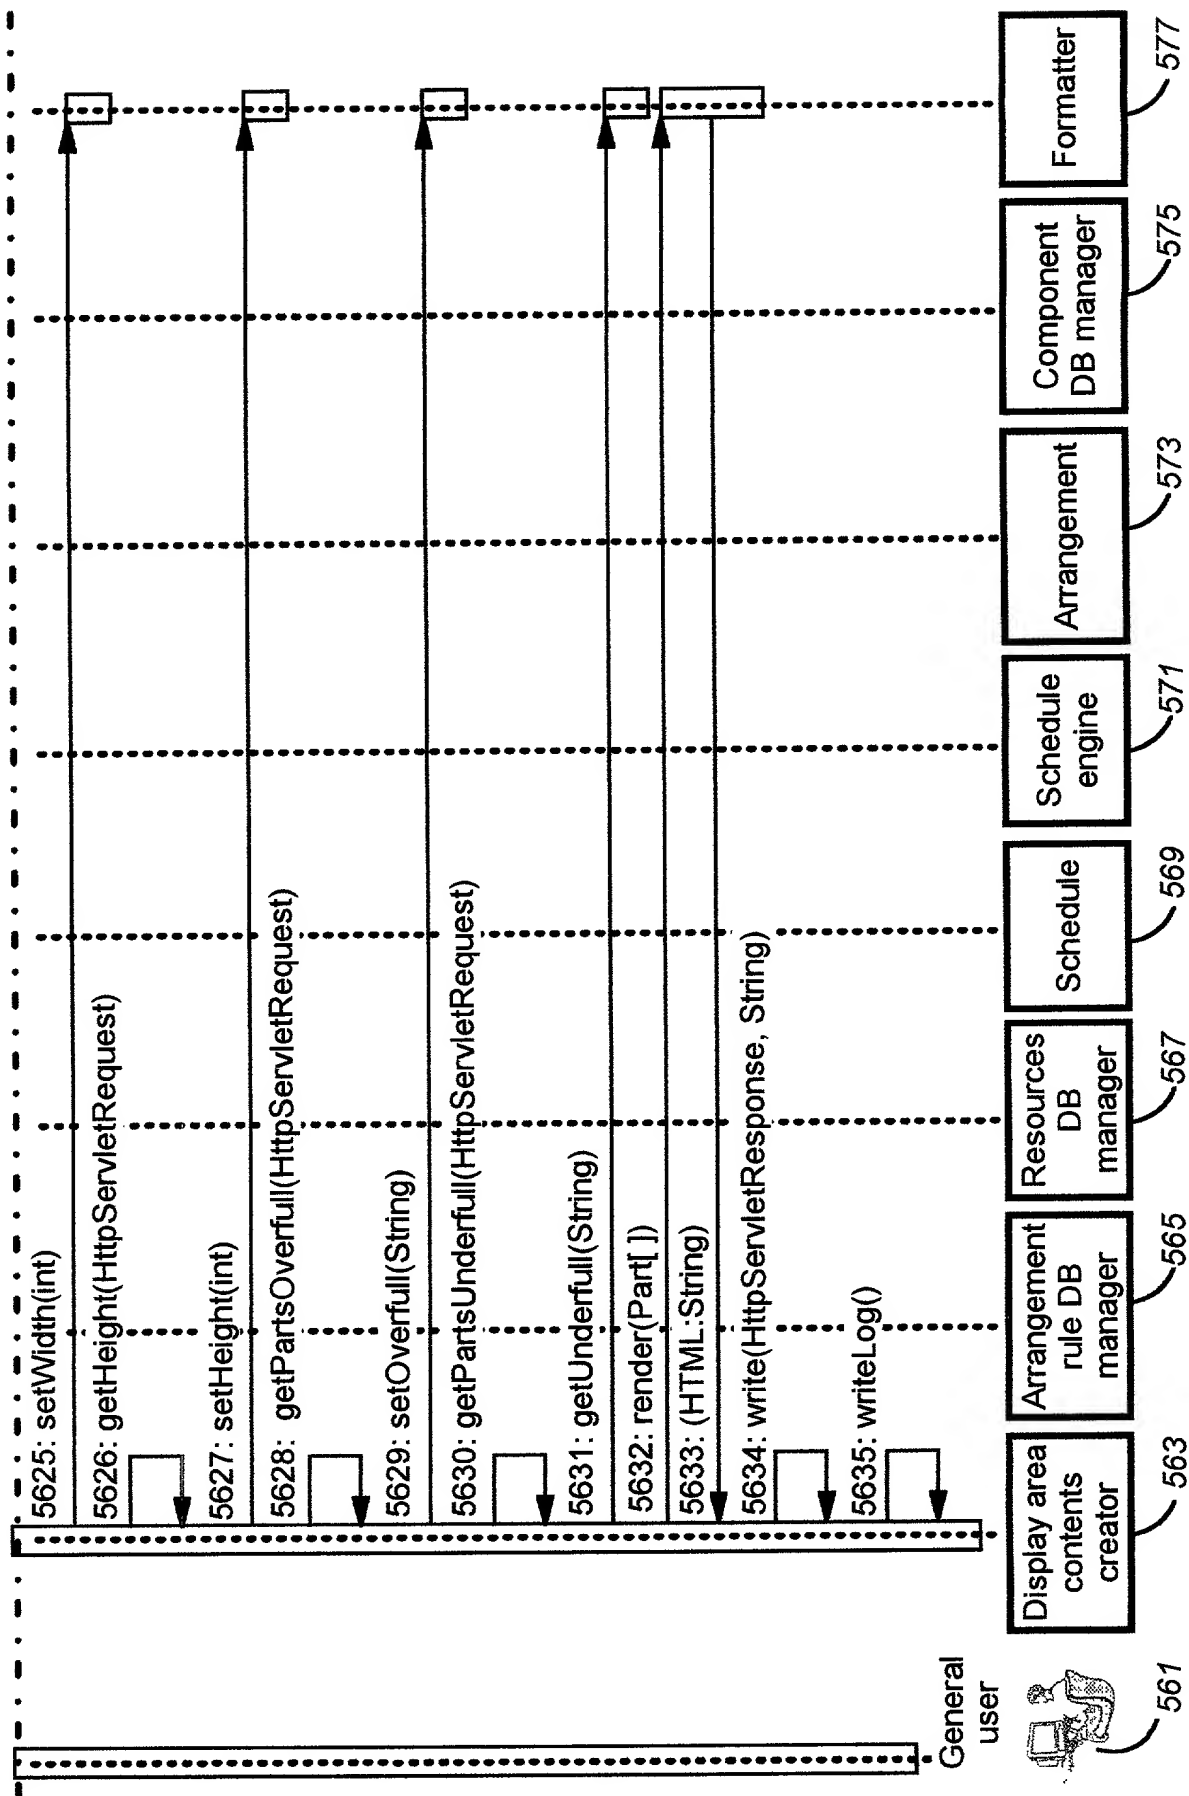 5625: setWidth(int)
5626: getHeight(HttpServletRequest)
5627: setHeight(int)
5628: getPartsOverfull(HttpServletRequest)
5629: setOverfull(String)
5630: getPartsUnderfull(HttpServletRequest)
5631: getUnderfull(String)
5632: render(Part[ ])
5633: (HTML:String)
5634: write(HttpServletResponse, String)
5635: writeLog()
General
user
561
Display area
contents
creator
563
Arrangement
rule DB
manager
565
Resources
DB
manager
567
Schedule
569
Schedule
engine
571
Arrangement
573
Component
DB manager
575
Formatter
577